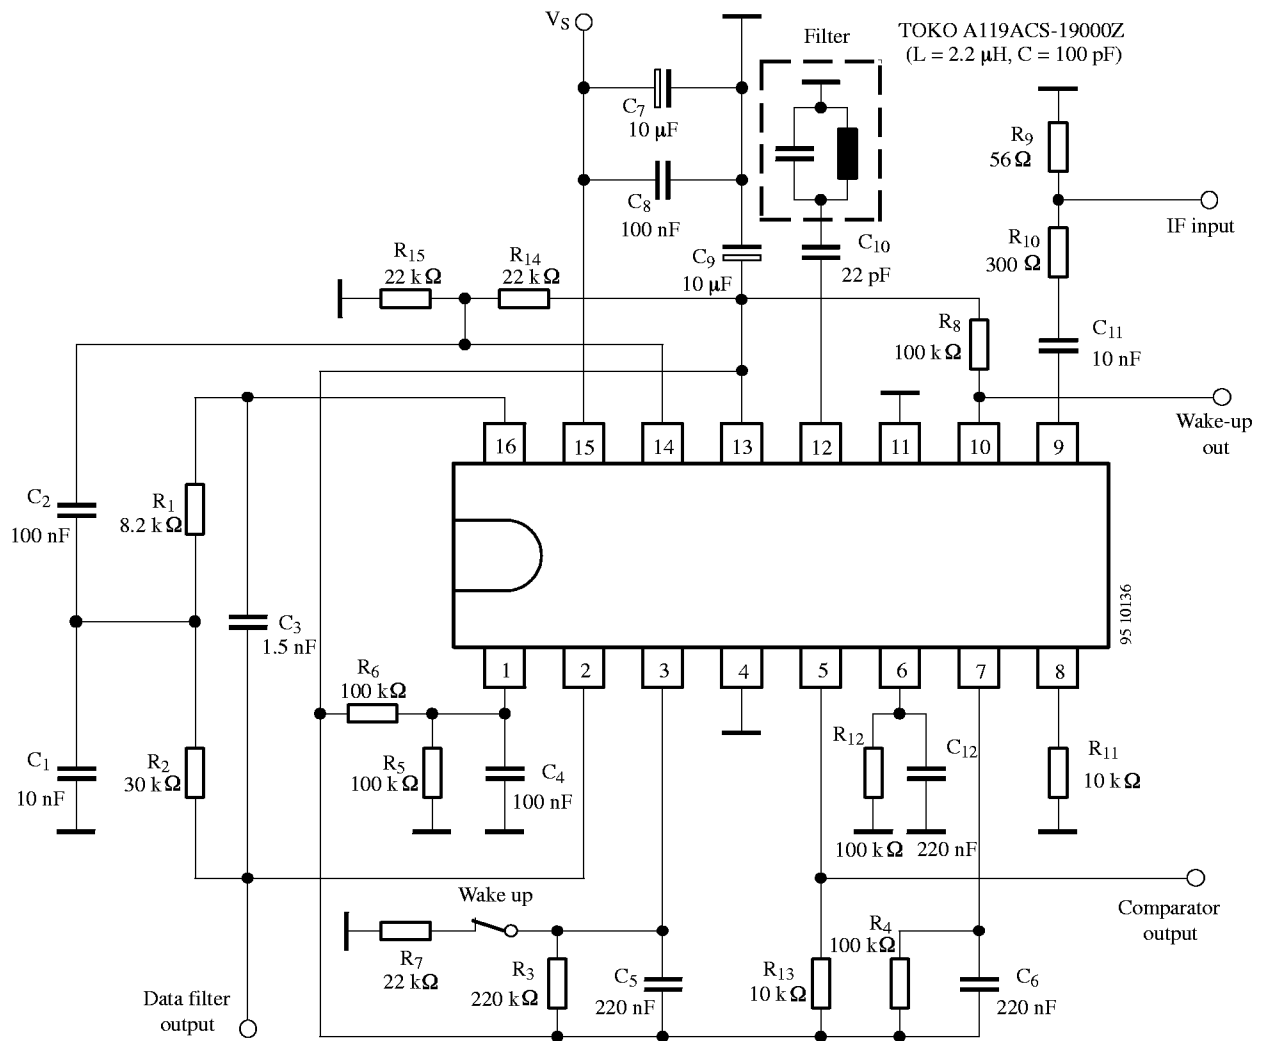 V_S
TOKO A119ACS-19000Z
(L = 2.2 μH, C = 100 pF)
Filter
C7
10 μF
R9
56 Ω
C8
100 nF
IF input
R15
22 kΩ
R14
22 kΩ
C9
10 μF
C10
22 pF
R10
300 Ω
R8
100 kΩ
C11
10 nF
Wake-up
out
16 15 14 13 12 11 10 9
C2
100 nF
R1
8.2 kΩ
C3
1.5 nF
95 10136
1 2 3 4 5 6 7 8
R6
100 kΩ
C1
10 nF
R2
30 kΩ
R5
100 kΩ
C4
100 nF
R12
100 kΩ
C12
220 nF
R11
10 kΩ
Wake up
Comparator
output
R7
22 kΩ
R3
220 kΩ
C5
220 nF
R13
10 kΩ
R4
100 kΩ
C6
220 nF
Data filter
output